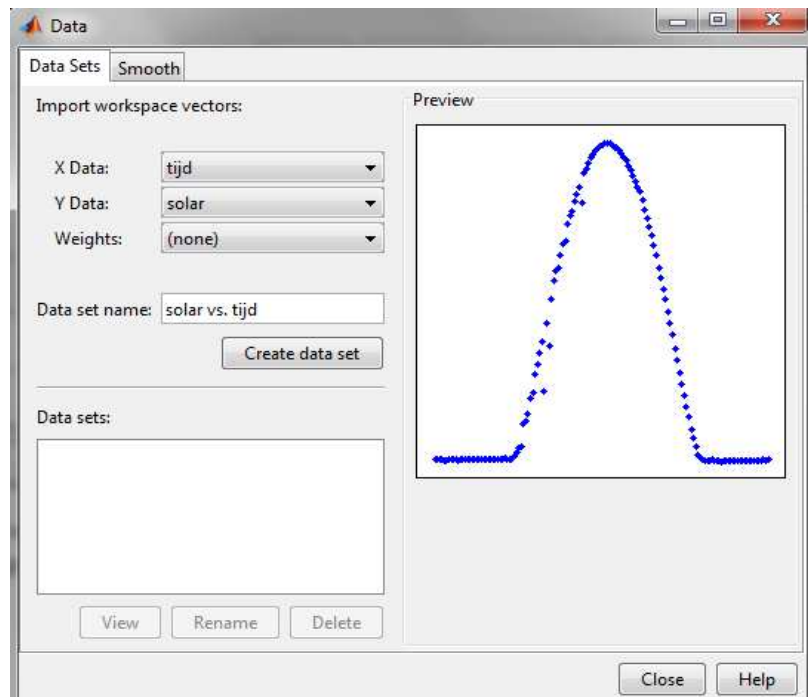 Data
Data Sets
Smooth
Import workspace vectors:
X Data:
tijd
Y Data:
solar
Weights:
(none)
Data set name:
solar vs. tijd
Create data set
Data sets:
View
Rename
Delete
Preview
Close
Help